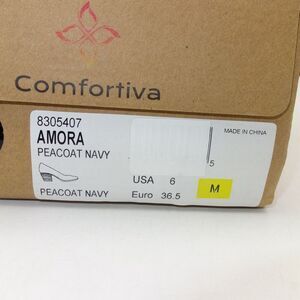 Comfortiva
8305407
AMORA
PEACOAT NAVY
MADE IN CHINA
5
PEACOAT NAVY
USA 6
Euro 36.5
M